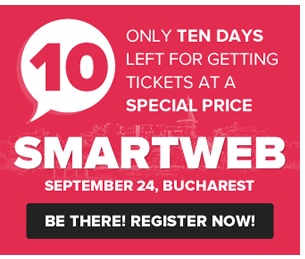 10
ONLY TEN DAYS
LEFT FOR GETTING
TICKETS AT A
SPECIAL PRICE
SMARTWEB
SEPTEMBER 24, BUCHAREST
BE THERE! REGISTER NOW!